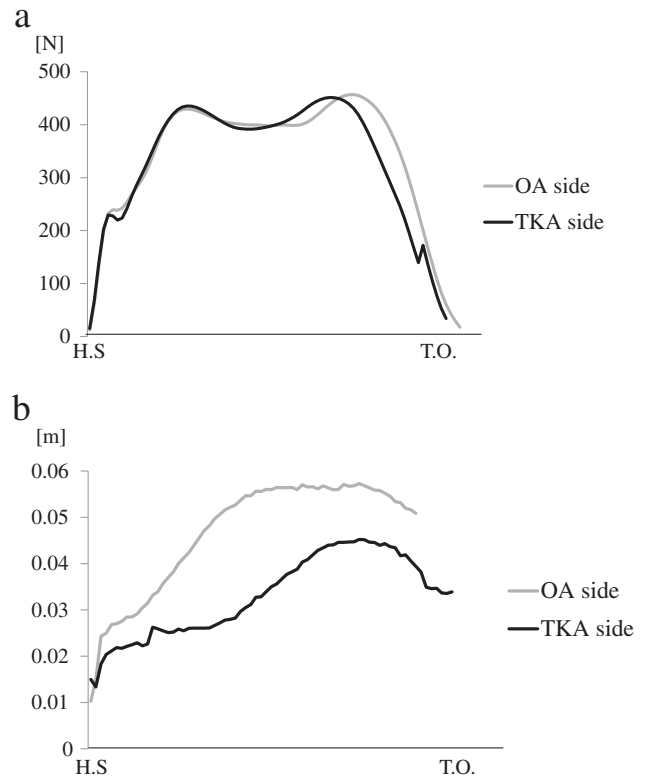 a
[N]
500
400
300
200
100
0
H.S
T.O.
OA side
TKA side
b
[m]
0.06
0.05
0.04
0.03
0.02
0.01
0
H.S
T.O.
OA side
TKA side